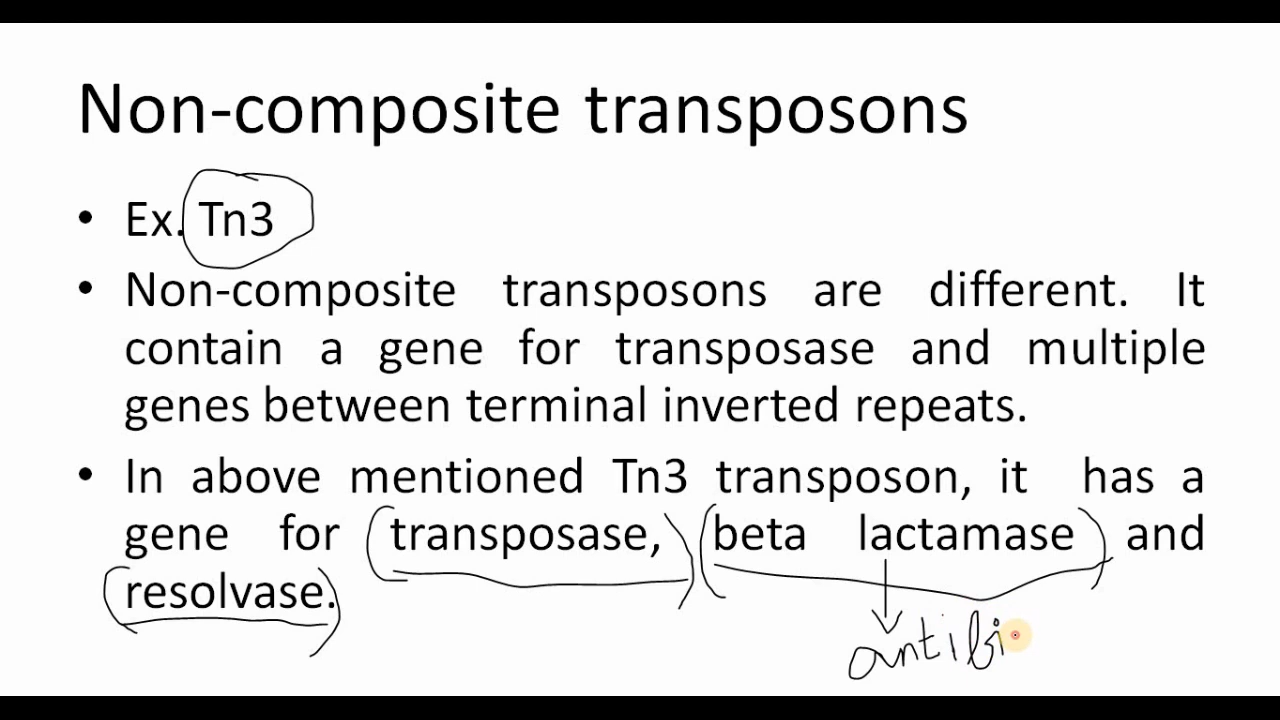 Non-composite transposons
• Ex. Tn3
• Non-composite transposons are different. It
contain a gene for transposase and multiple
genes between terminal inverted repeats.
• In above mentioned Tn3 transposon, it has a
gene for transposase, beta lactamase and
resolvase.
antibi